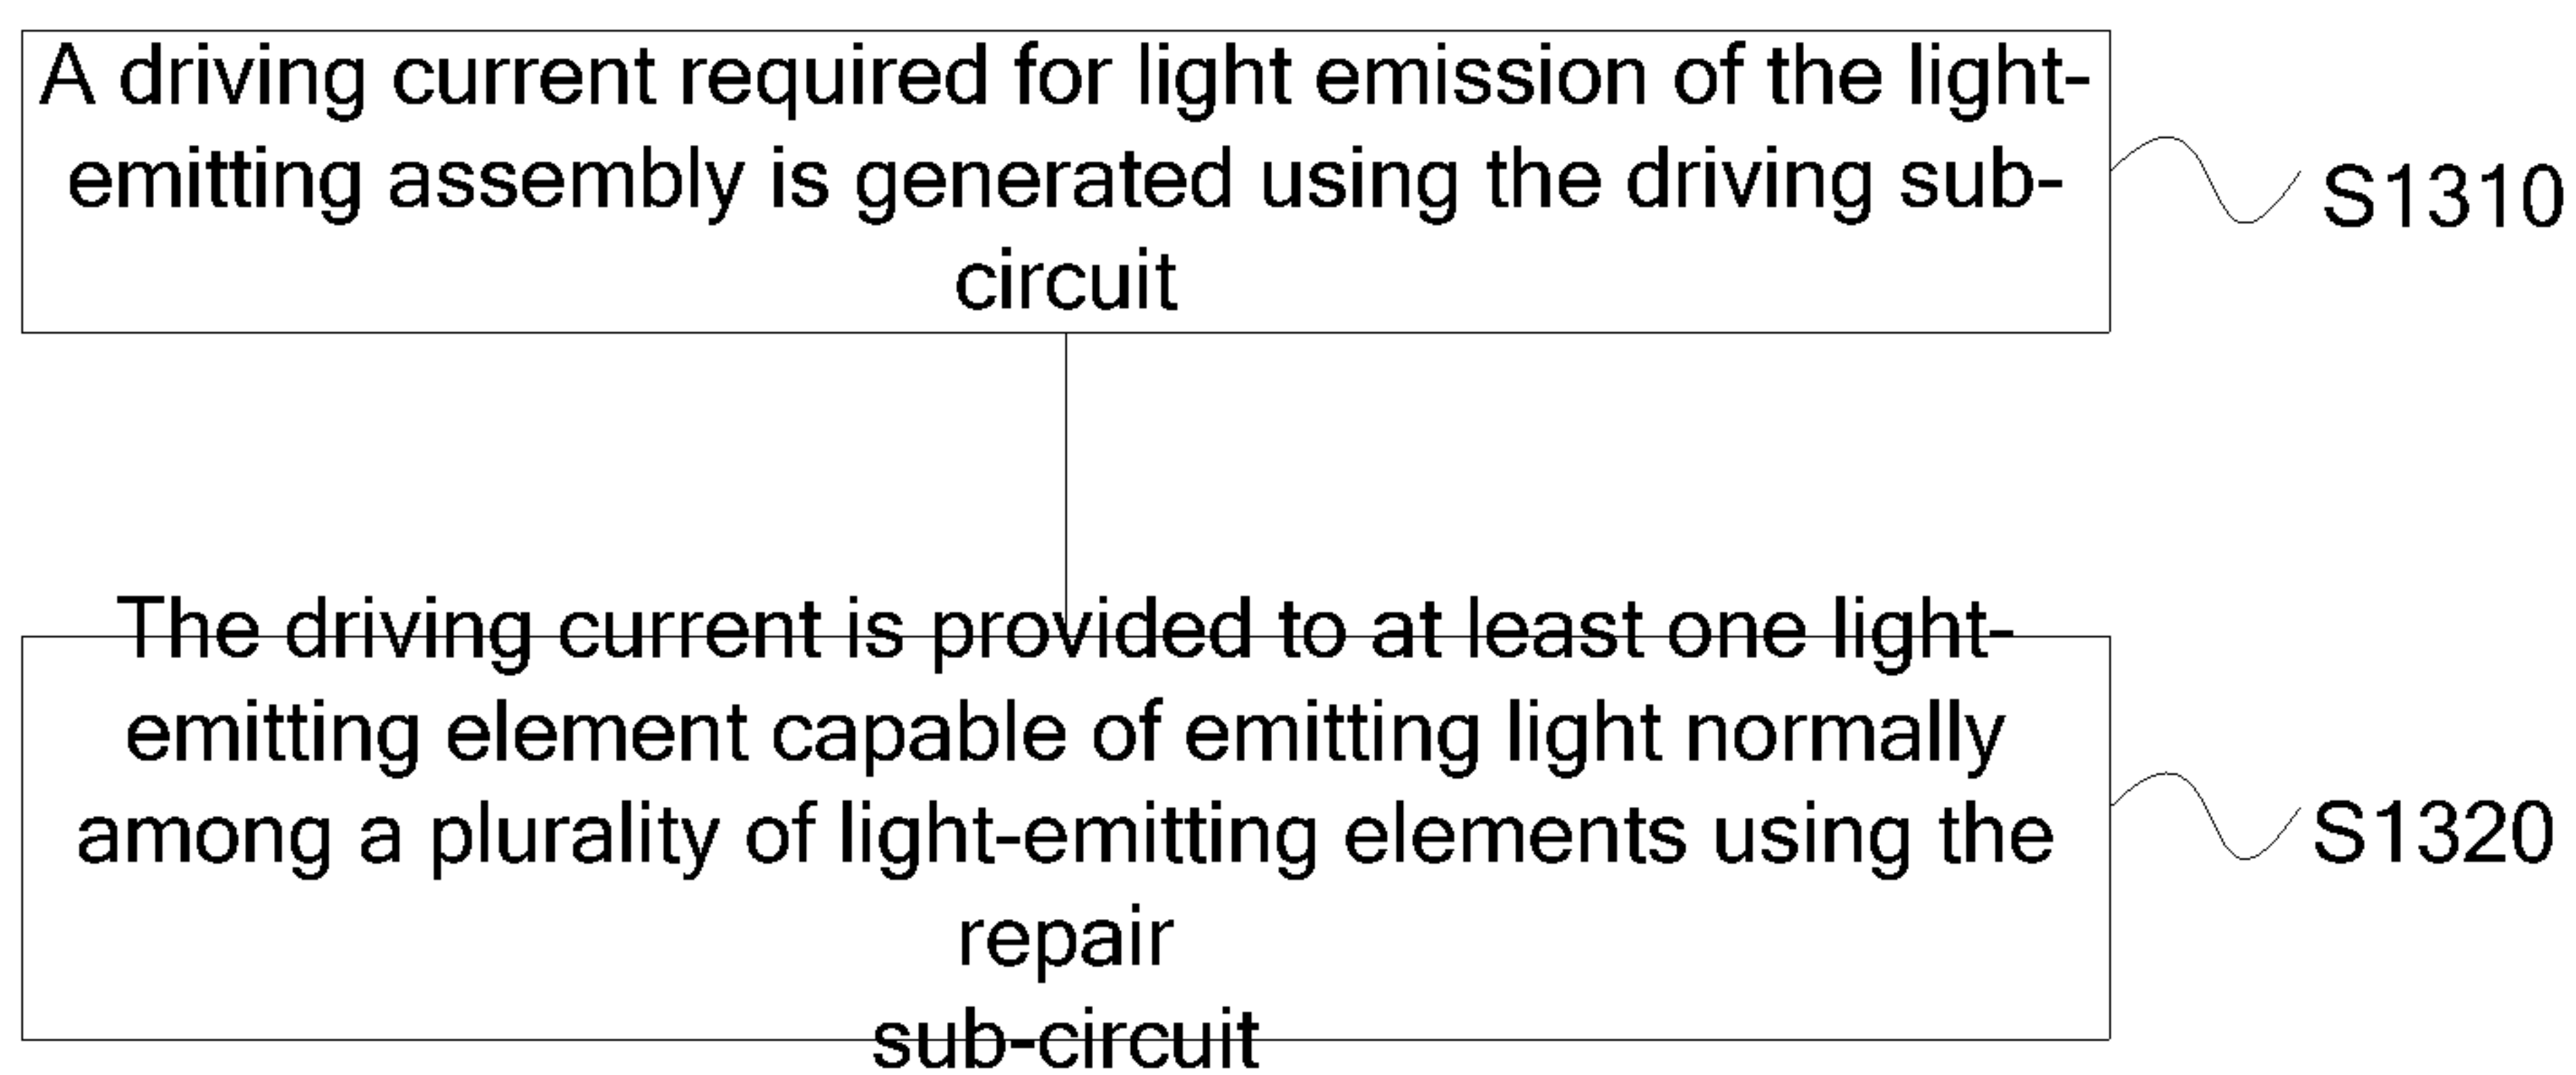 A driving current required for light emission of the light-
emitting assembly is generated using the driving sub-
circuit
S1310
The driving current is provided to at least one light-
emitting element capable of emitting light normally
among a plurality of light-emitting elements using the
repair
sub-circuit
S1320